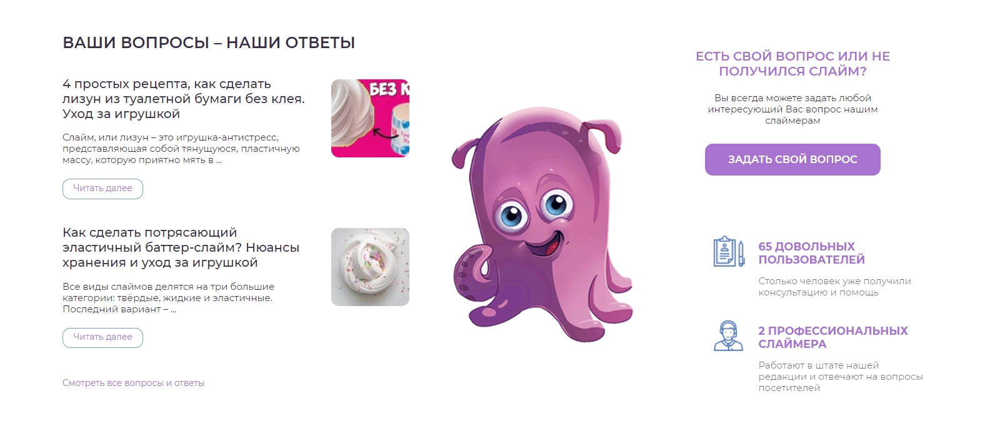 ВАШИ ВОПРОСЫ – НАШИ ОТВЕТЫ
4 простых рецепта, как сделать
лизун из туалетной бумаги без клея.
Уход за игрушкой
Слайм, или лизун – это игрушка-антистресс,
представляющая собой тянущуюся, пластичную
массу, которую приятно мять в ...
Читать далее
БЕЗ К
Как сделать потрясающий
эластичный баттер-слайм? Нюансы
хранения и уход за игрушкой
Все виды слаймов делятся на три большие
категории: твёрдые, жидкие и эластичные.
Последний вариант – ...
Читать далее
Смотреть все вопросы и ответы
ЕСТЬ СВОЙ ВОПРОС ИЛИ НЕ
ПОЛУЧИЛСЯ СЛАЙМ?
Вы всегда можете задать любой
интересующий Вас вопрос нашим
слаймерам
ЗАДАТЬ СВОЙ ВОПРОС
65 ДОВОЛЬНЫХ
ПОЛЬЗОВАТЕЛЕЙ
Столько человек уже получили
консультацию и помощь
2 ПРОФЕССИОНАЛЬНЫХ
СЛАЙМЕРА
Работают в штате нашей
редакции и отвечают на вопросы
посетителей